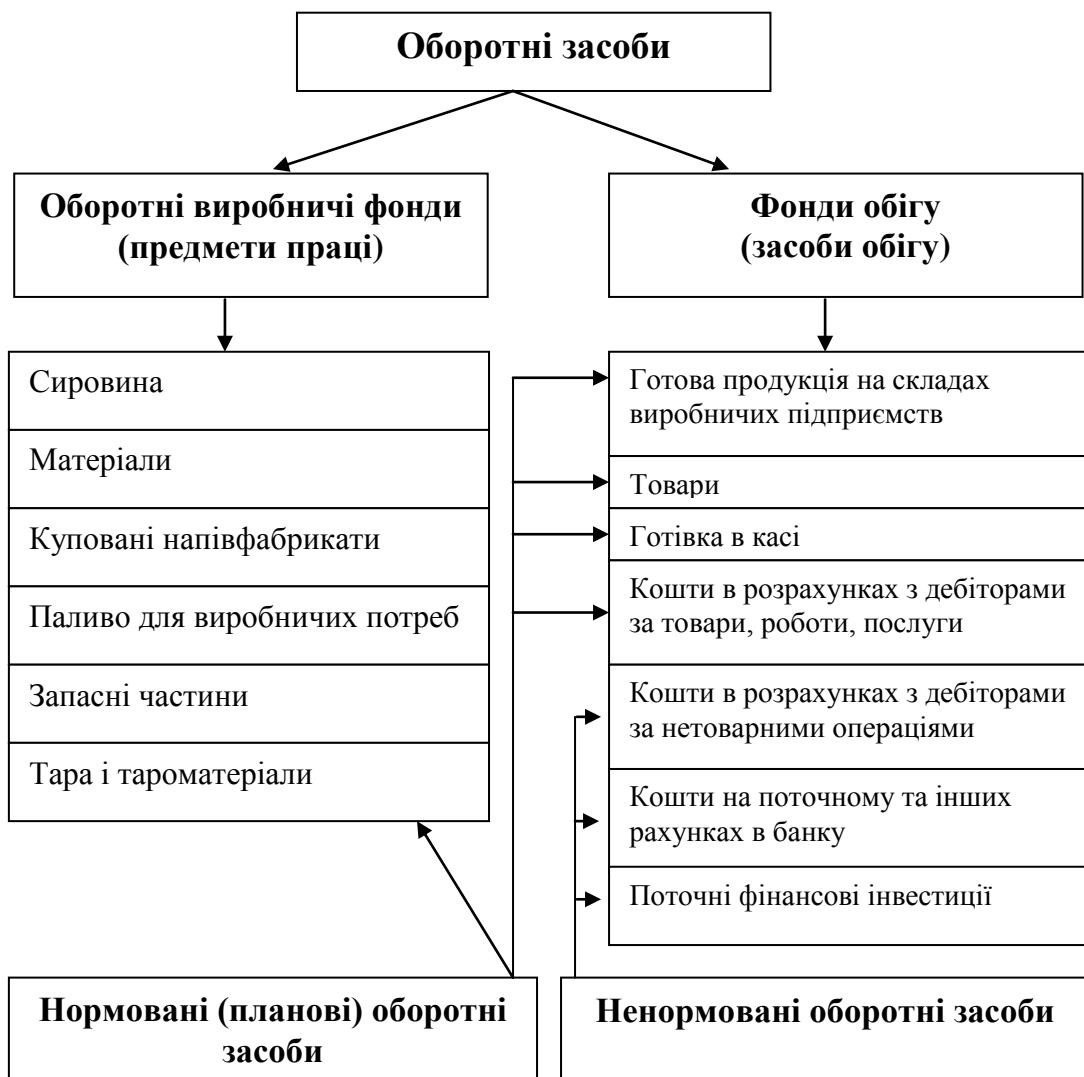 Оборотні засоби
Оборотні виробничі фонди
(предмети праці)
Фонди обігу
(засоби обігу)
Сировина
Матеріали
Куповані напівфабрикати
Паливо для виробничих потреб
Запасні частини
Тара і тароматеріали
Готова продукція на складах
виробничих підприємств
Товари
Готівка в касі
Кошти в розрахунках з дебіторами
за товари, роботи, послуги
Кошти в розрахунках з дебіторами
за нетоварними операціями
Кошти на поточному та інших
рахунках в банку
Поточні фінансові інвестиції
Нормовані (планові) оборотні
засоби
Ненормовані оборотні засоби